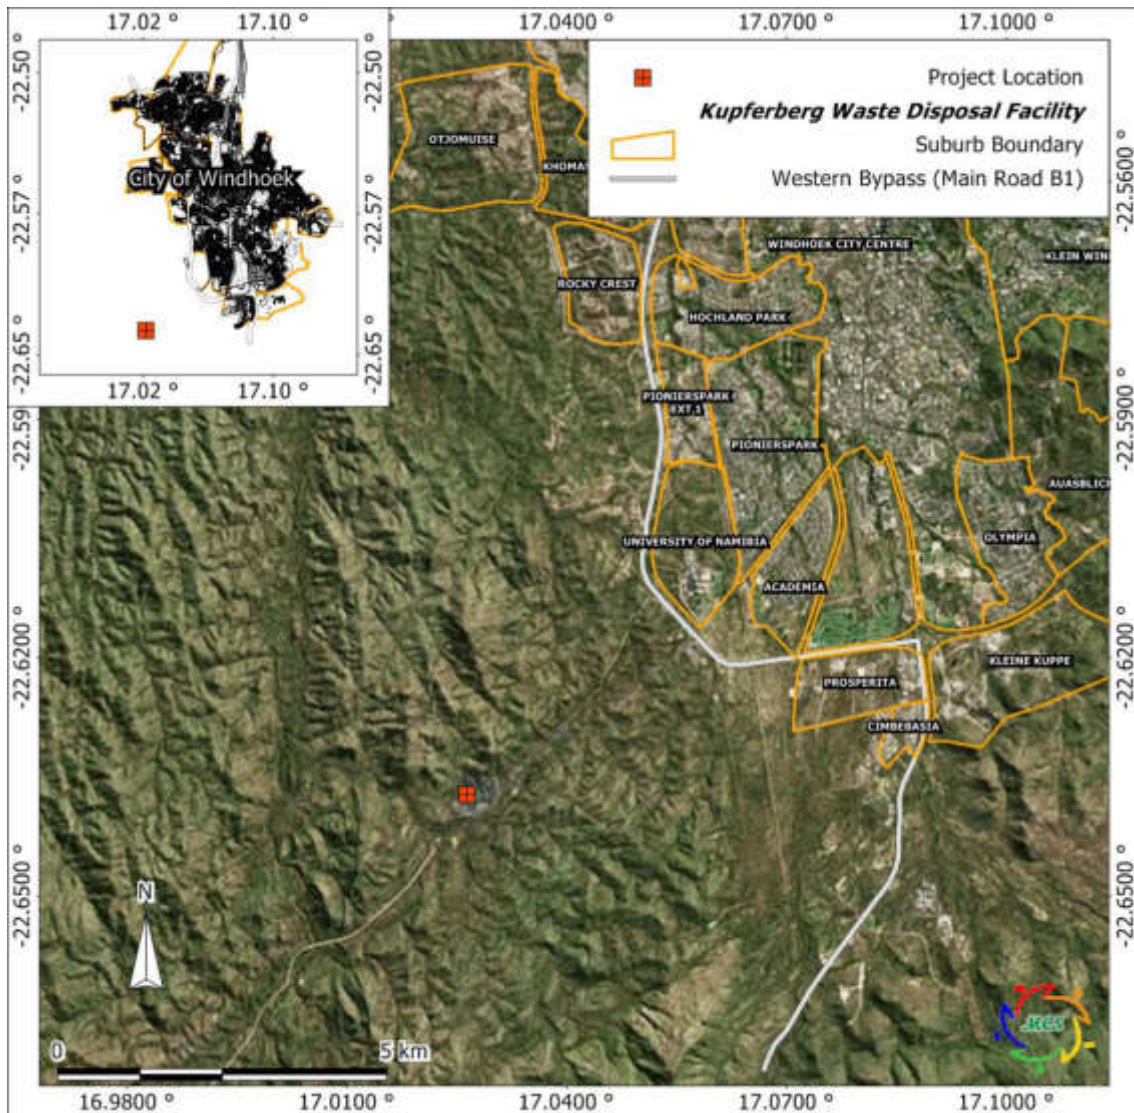 17.02 °
17.10 °
17.0400 °
17.0700 °
17.1000 °
-22.50 °
-22.57 °
-22.65 °
City of Windhoek
-22.50 °
-22.57 °
-22.65 °
17.02 °
17.10 °
Project Location
Kupferberg Waste Disposal Facility
Suburb Boundary
Western Bypass (Main Road B1)
-22.5600 °
-22.59
-22.5900 °
-22.6200 °
-22.6200 °
-22.6500 °
-22.6500 °
OTJOMUISE
KHOMAS
WINDHOEK CITY CENTRE
KLEIN WIN
ROCKY CREST
HOCHLAND PARK
PIONIERSPARK
EXT.1
PIONIERSPARK
AUASBLICK
UNIVERSITY OF NAMIBIA
OLYMPIA
ACADEMIA
KLEINE KUPPE
PROSPERITA
CIMBEBASIA
N
0
5 km
16.9800 °
17.0100 °
17.0400 °
17.0700 °
17.1000 °